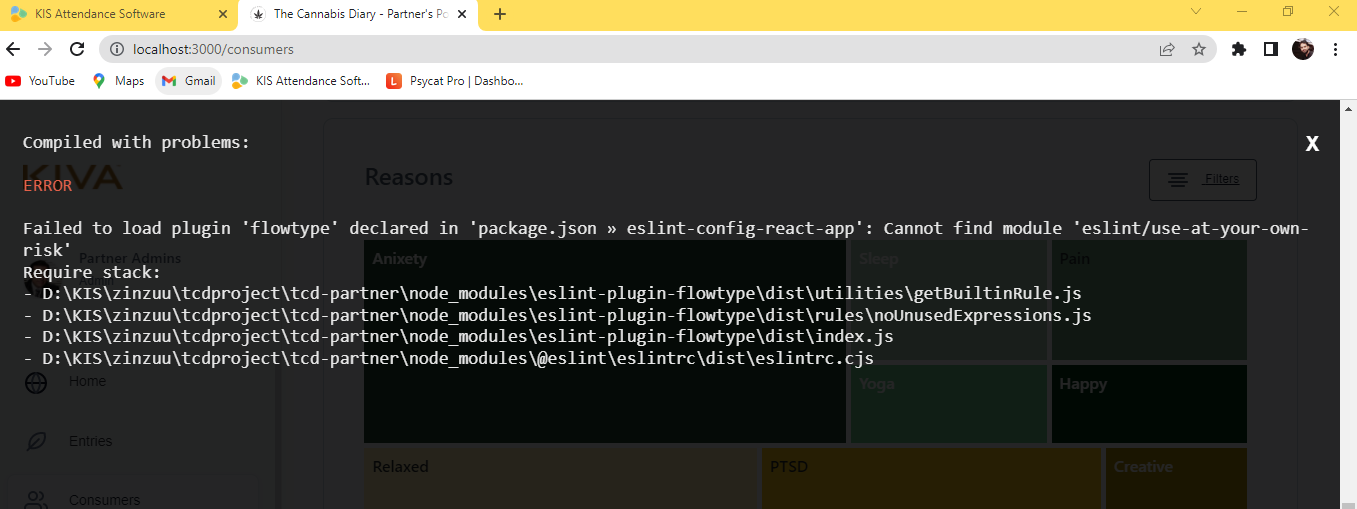 KIS Attendance Software
The Cannabis Diary - Partner's Po
localhost:3000/consumers
YouTube
Maps
Gmail
KIS Attendance Soft...
Psycat Pro | Dashbo...
Compiled with problems:
X
KIVA
ERROR
Reasons
Filters
Failed to load plugin 'flowtype' declared in 'package.json » eslint-config-react-app': Cannot find module 'eslint/use-at-your-own-
risk'
Partner Admins
Anixety
Sleep
Pain
Require stack:
- D:\KIS\zinzuu\tcdproject\tcd-partner\node_modules\eslint-plugin-flowtype\dist\utilities\getBuiltinRule.js
- D:\KIS\zinzuu\tcdproject\tcd-partner\node_modules\eslint-plugin-flowtype\dist\rules\noUnusedExpressions.js
- D:\KIS\zinzuu\tcdproject\tcd-partner\node_modules\eslint-plugin-flowtype\dist\index.js
- D:\KIS\zinzuu\tcdproject\tcd-partner\node_modules\@eslint\eslintrc\dist\eslintrc.cjs
Home
Yoga
Happy
Entries
Relaxed
PTSD
Creative
Consumers